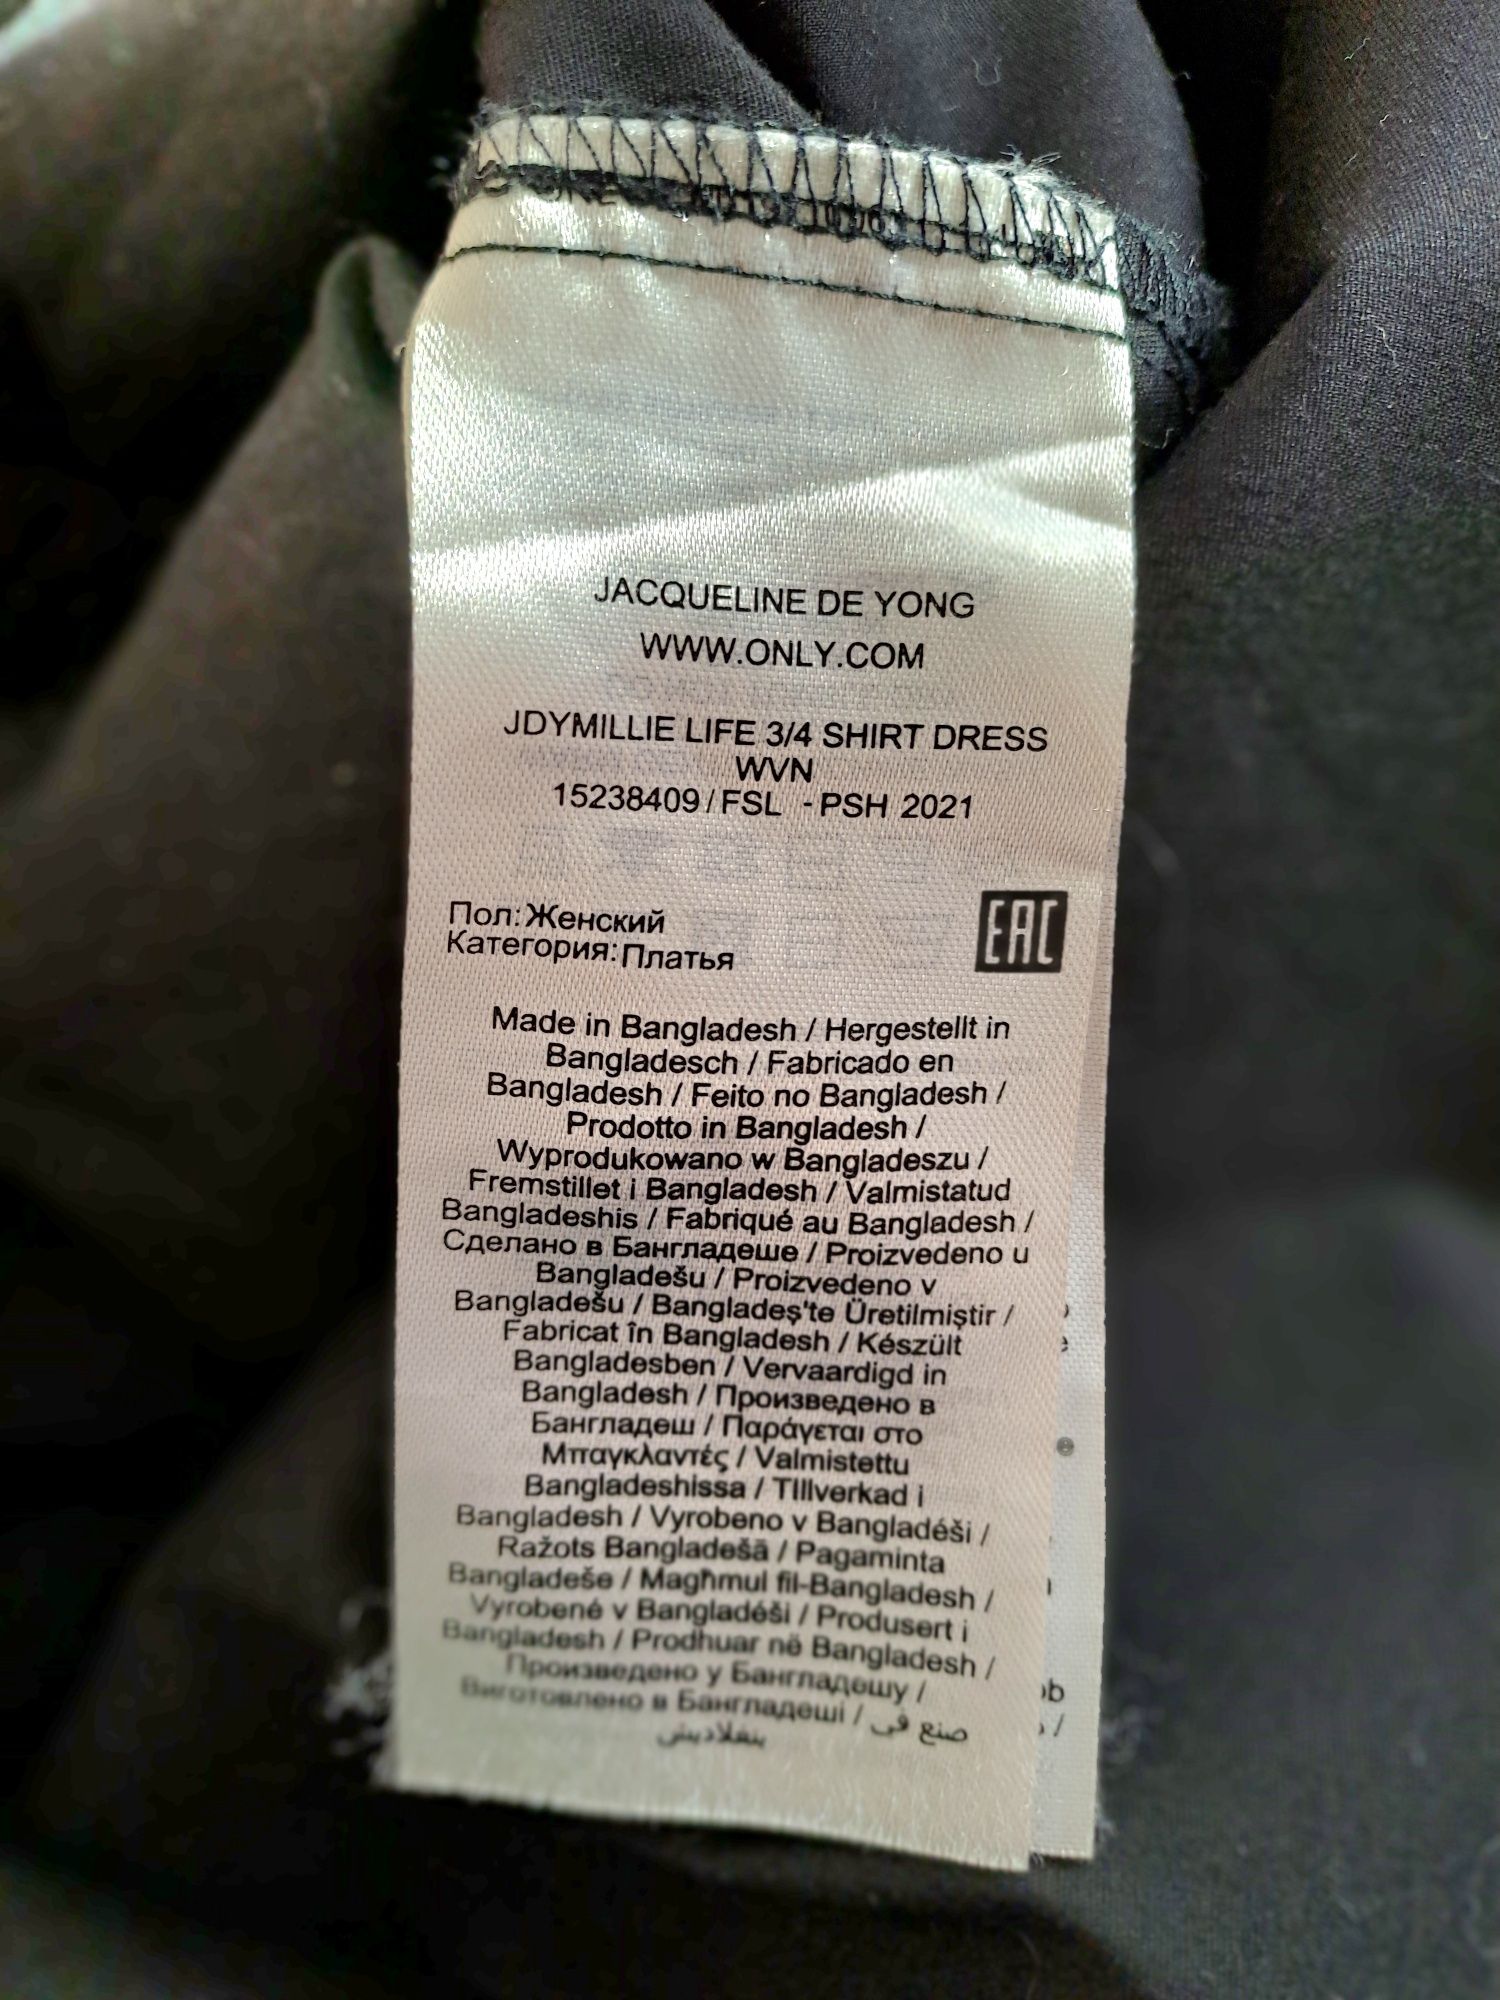 JACQUELINE DE YONG
WWW.ONLY.COM
JDYMILLIE LIFE 3/4 SHIRT DRESS
WVN
15238409/FSL - PSH 2021
Пол:Женский
Категория:Платья
EAC
Made in Bangladesh / Hergestellt in
Bangladesch / Fabricado en
Bangladesh / Feito no Bangladesh /
Prodotto in Bangladesh /
Wyprodukowano w Bangladeszu /
Fremstillet i Bangladesh / Valmistatud
Bangladeshis / Fabriqué au Bangladesh /
Сделано в Бангладеше / Proizvedeno u
Bangladešu / Proizvedeno v
Bangladešu / Bangladeş'te Üretilmiştir /
Fabricat în Bangladesh / Készült
Bangladesben / Vervaardigd in
Bangladesh / Произведено в
Бангладеш / Παράγεται στο
Μπαγκλαντές / Valmistettu
Bangladeshissa / TIllverkad i
Bangladesh / Vyrobeno v Bangladéši /
Ražots Bangladešā / Pagaminta
Bangladeše / Magħmul fil-Bangladesh /
Vyrobené v Bangladéši / Produsert i
Bangladesh / Prodhuar në Bangladesh /
Произведено у Бангладешу /
Виготовлено в Бангладеші / صنع في
بنغلاديش